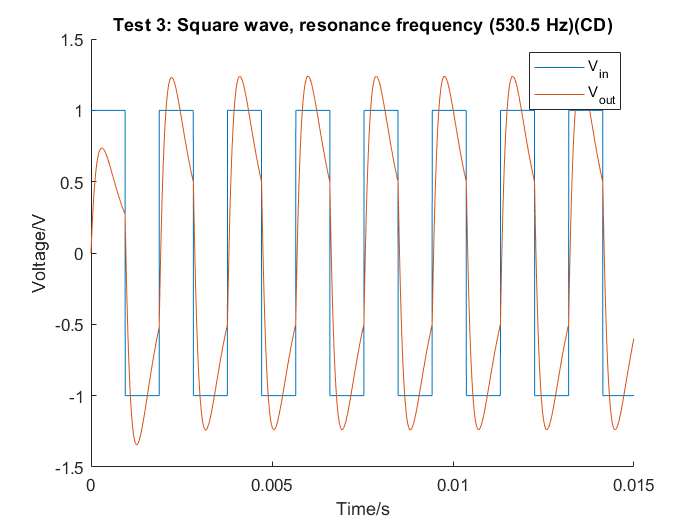 Test 3: Square wave, resonance frequency (530.5 Hz)(CD)
1.5
V_in
V_out
1
0.5
0
-0.5
-1
-1.5
Voltage/V
0
0.005
0.01
0.015
Time/s